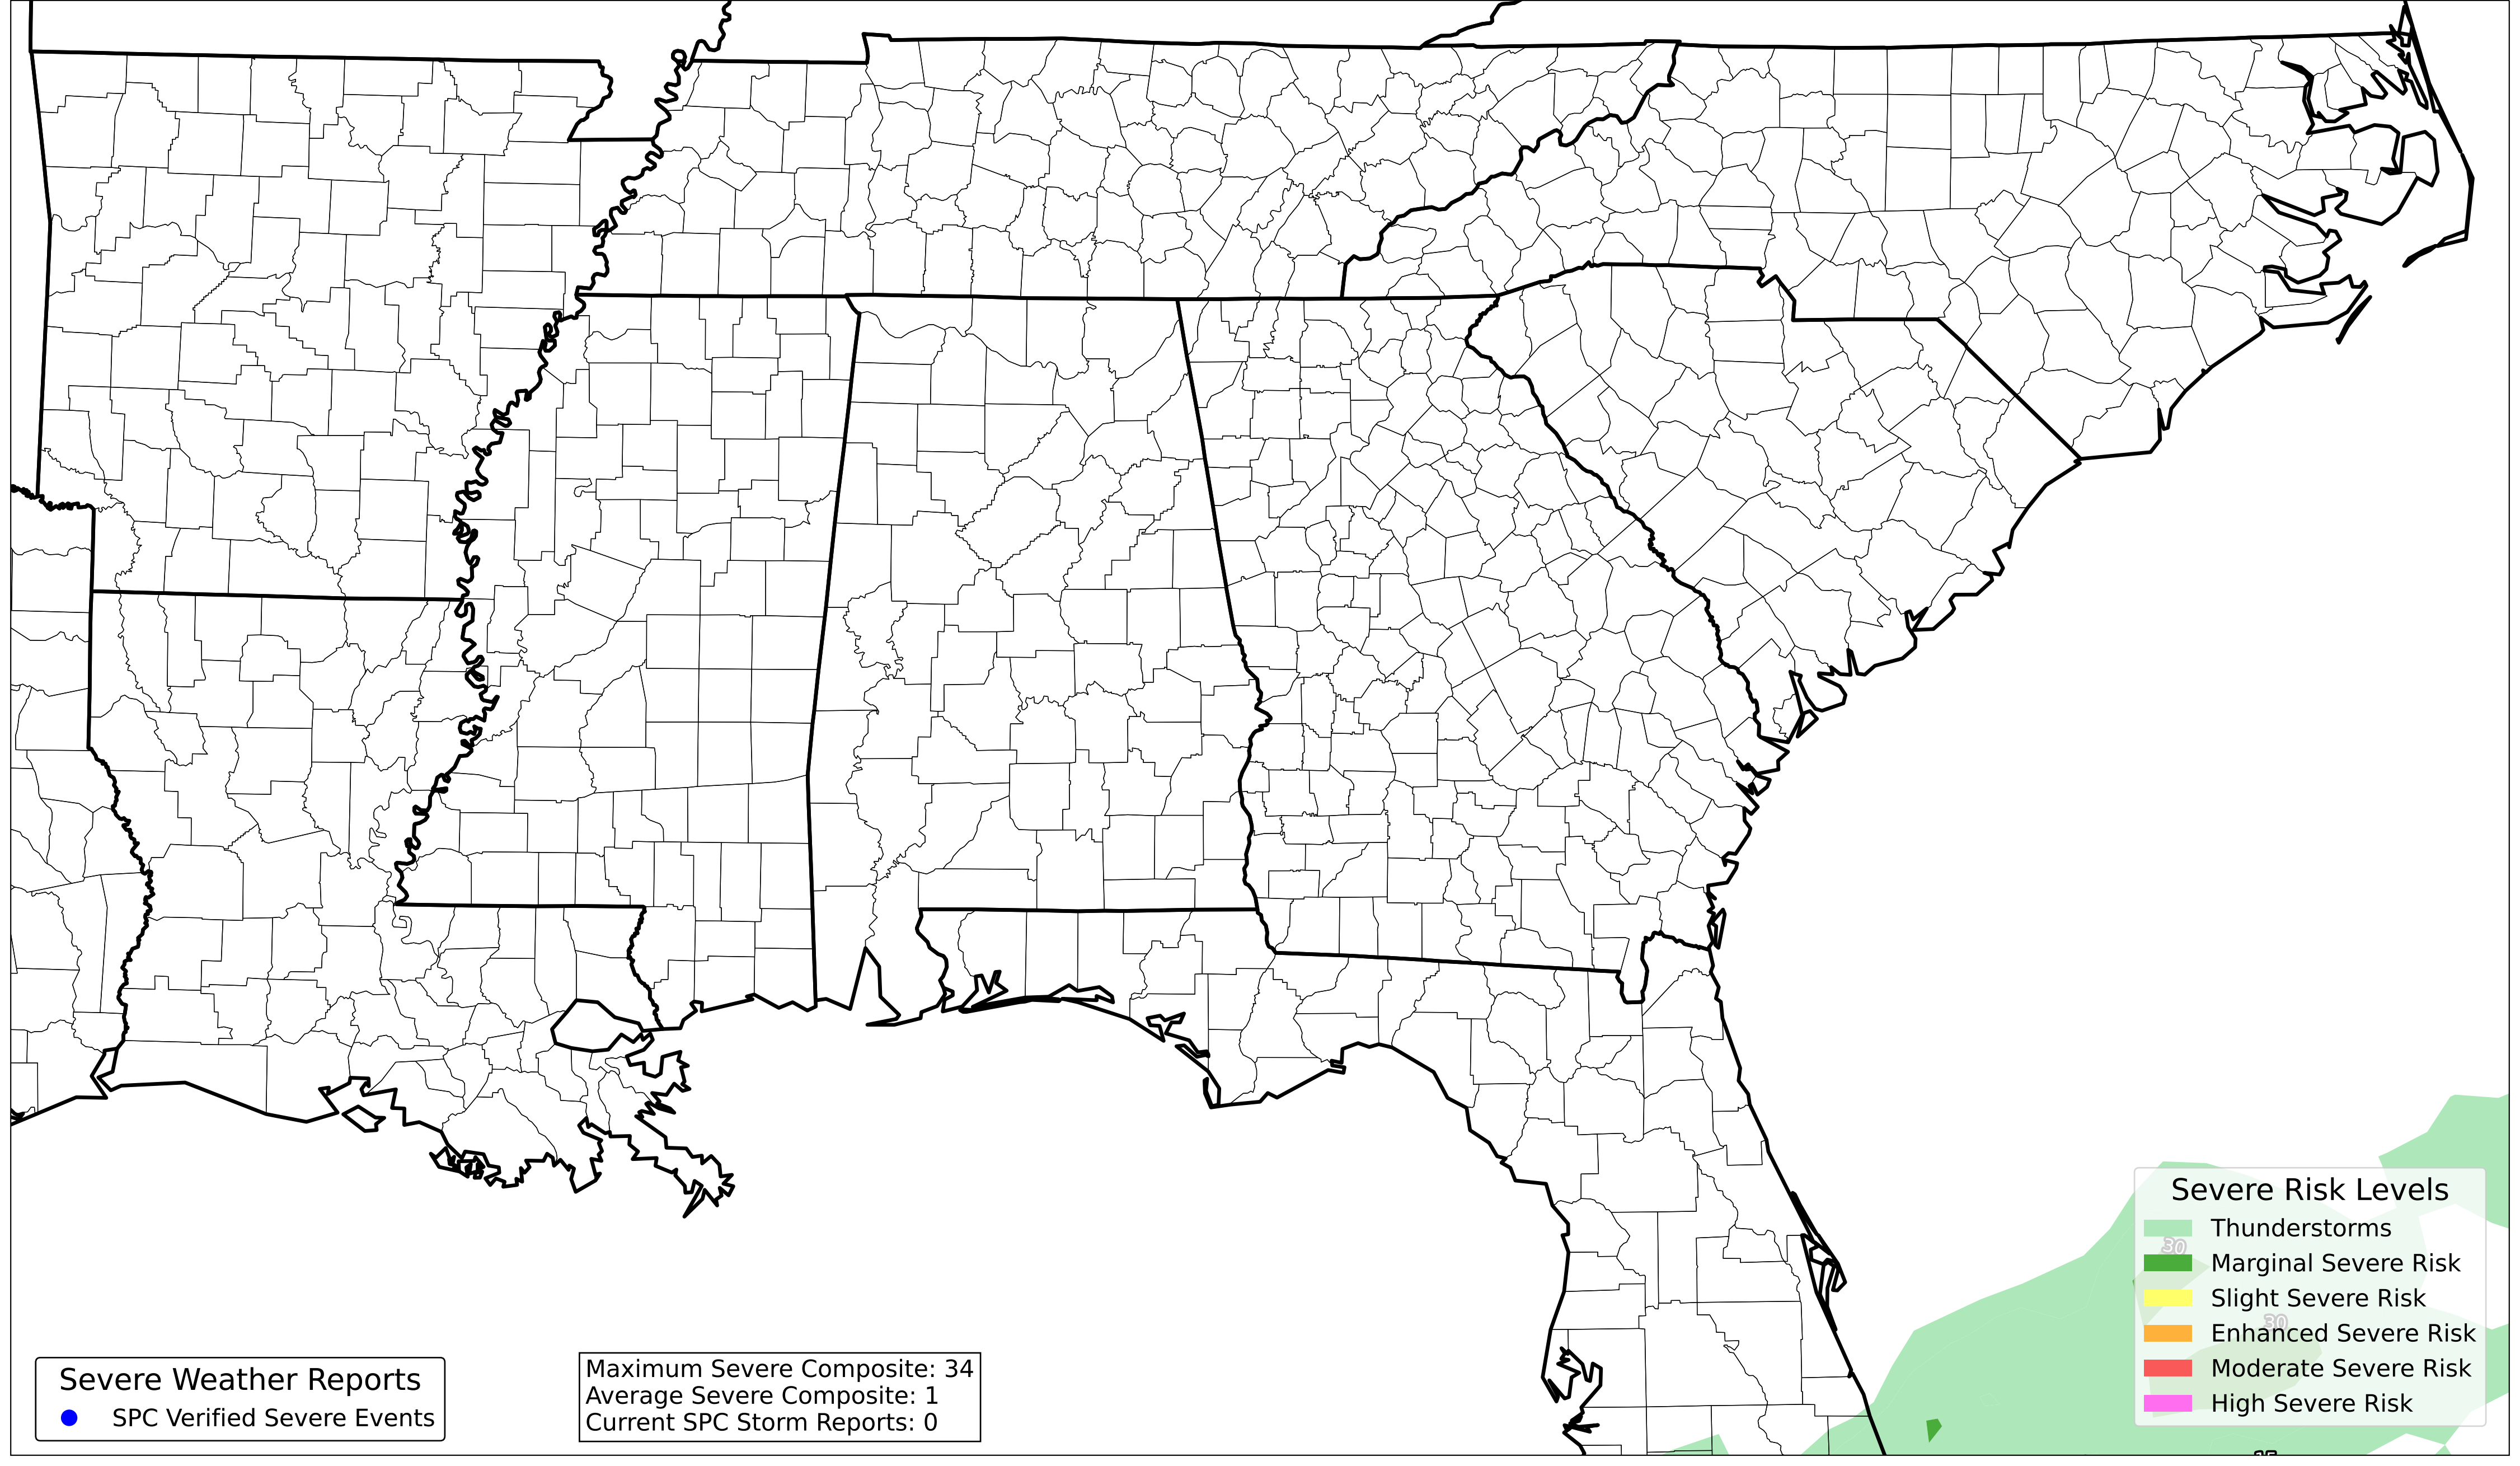 Severe Risk Levels
Thunderstorms
30
Marginal Severe Risk
Slight Severe Risk
30
Enhanced Severe Risk
Moderate Severe Risk
High Severe Risk
Severe Weather Reports
SPC Verified Severe Events
Maximum Severe Composite: 34
Average Severe Composite: 1
Current SPC Storm Reports: 0